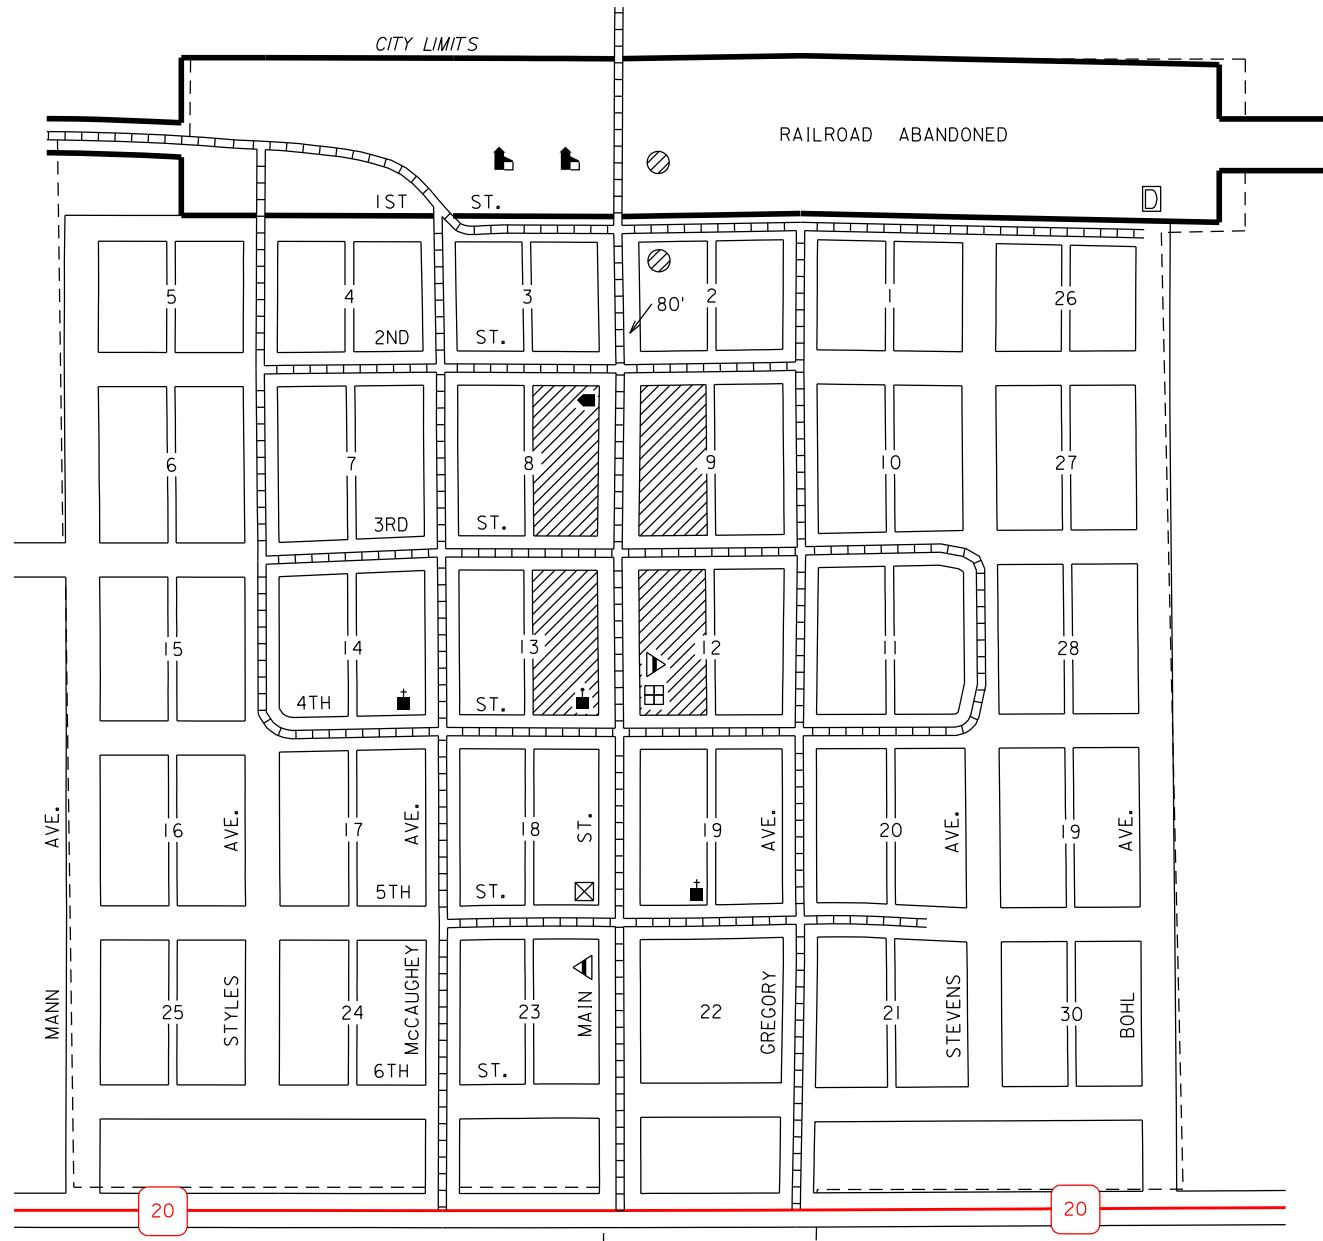 CITY LIMITS
RAILROAD ABANDONED
1ST ST.
D
5 4 3 2 1 26
80'
2ND ST.
6 7 8 9 10 27
3RD ST.
15 14 13 12 11 28
4TH ST.
16 17 18 19 20 19
AVE. AVE. AVE. ST. AVE. AVE. AVE.
5TH ST.
25 24 23 22 21 30
MANN STYLES McCAUGHEY MAIN GREGORY STEVENS BOHL
6TH ST.
20 20